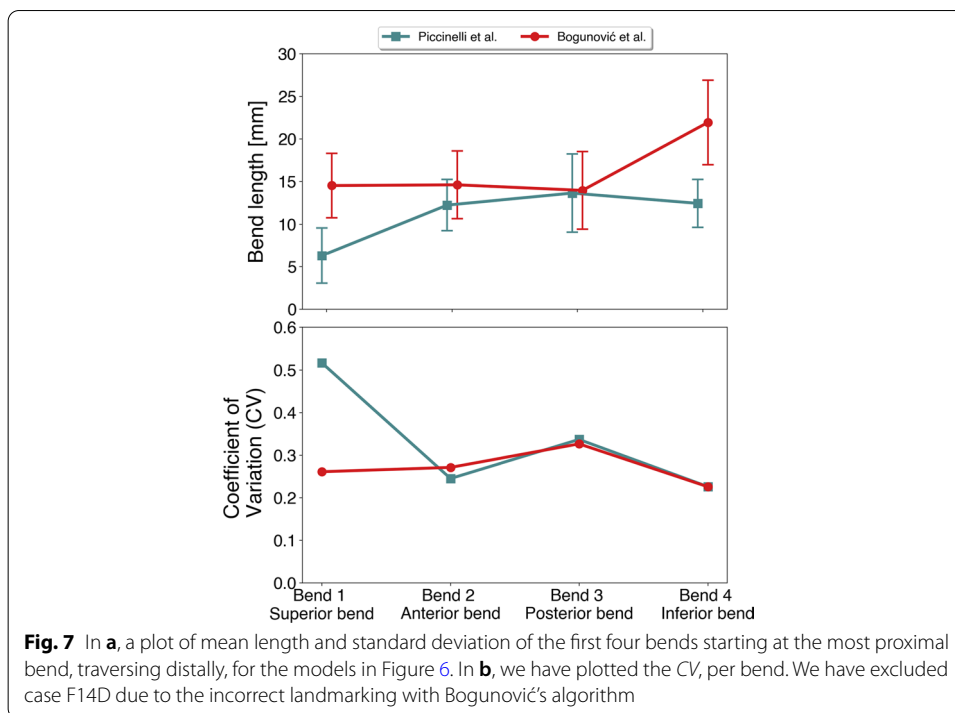 Piccinelli et al. Bogunović et al.
30
25
20
15
10
5
0
Bend length [mm]
0.6
0.5
0.4
0.3
0.2
0.1
0.0
Coefficient of
Variation (CV)
Bend 1 Bend 2 Bend 3 Bend 4
Superior bend Anterior bend Posterior bend Inferior bend
Fig. 7 In a, a plot of mean length and standard deviation of the first four bends starting at the most proximal
bend, traversing distally, for the models in Figure 6. In b, we have plotted the CV, per bend. We have excluded
case F14D due to the incorrect landmarking with Bogunović's algorithm